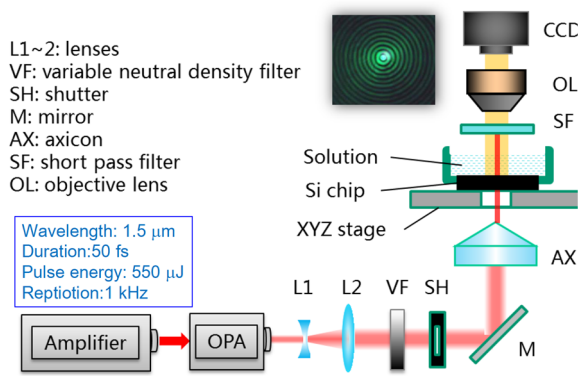 L1~2: lenses
VF: variable neutral density filter
SH: shutter
M: mirror
AX: axicon
SF: short pass filter
OL: objective lens
CCD
OL
SF
Solution
Si chip
XYZ stage
AX
Wavelength: 1.5 μm
Duration:50 fs
Pulse energy: 550 μJ
Reptiotion:1 kHz
L1 L2 VF SH
M
Amplifier
OPA